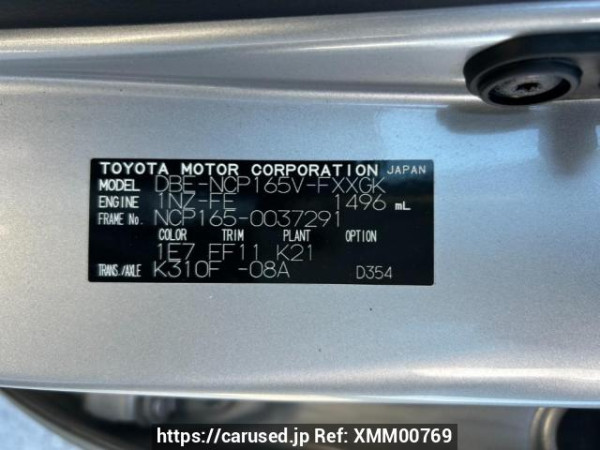 TOYOTA MOTOR CORPORATION JAPAN
MODEL DBE-NCP165V-FXXGK
ENGINE 1NZ-FE 1496 mL
FRAME No. NCP165-0037291
COLOR TRIM PLANT OPTION
1E7 EF11 K21
TRANS./AXLE K310F -08A D354
https://carused.jp Ref: XMM00769